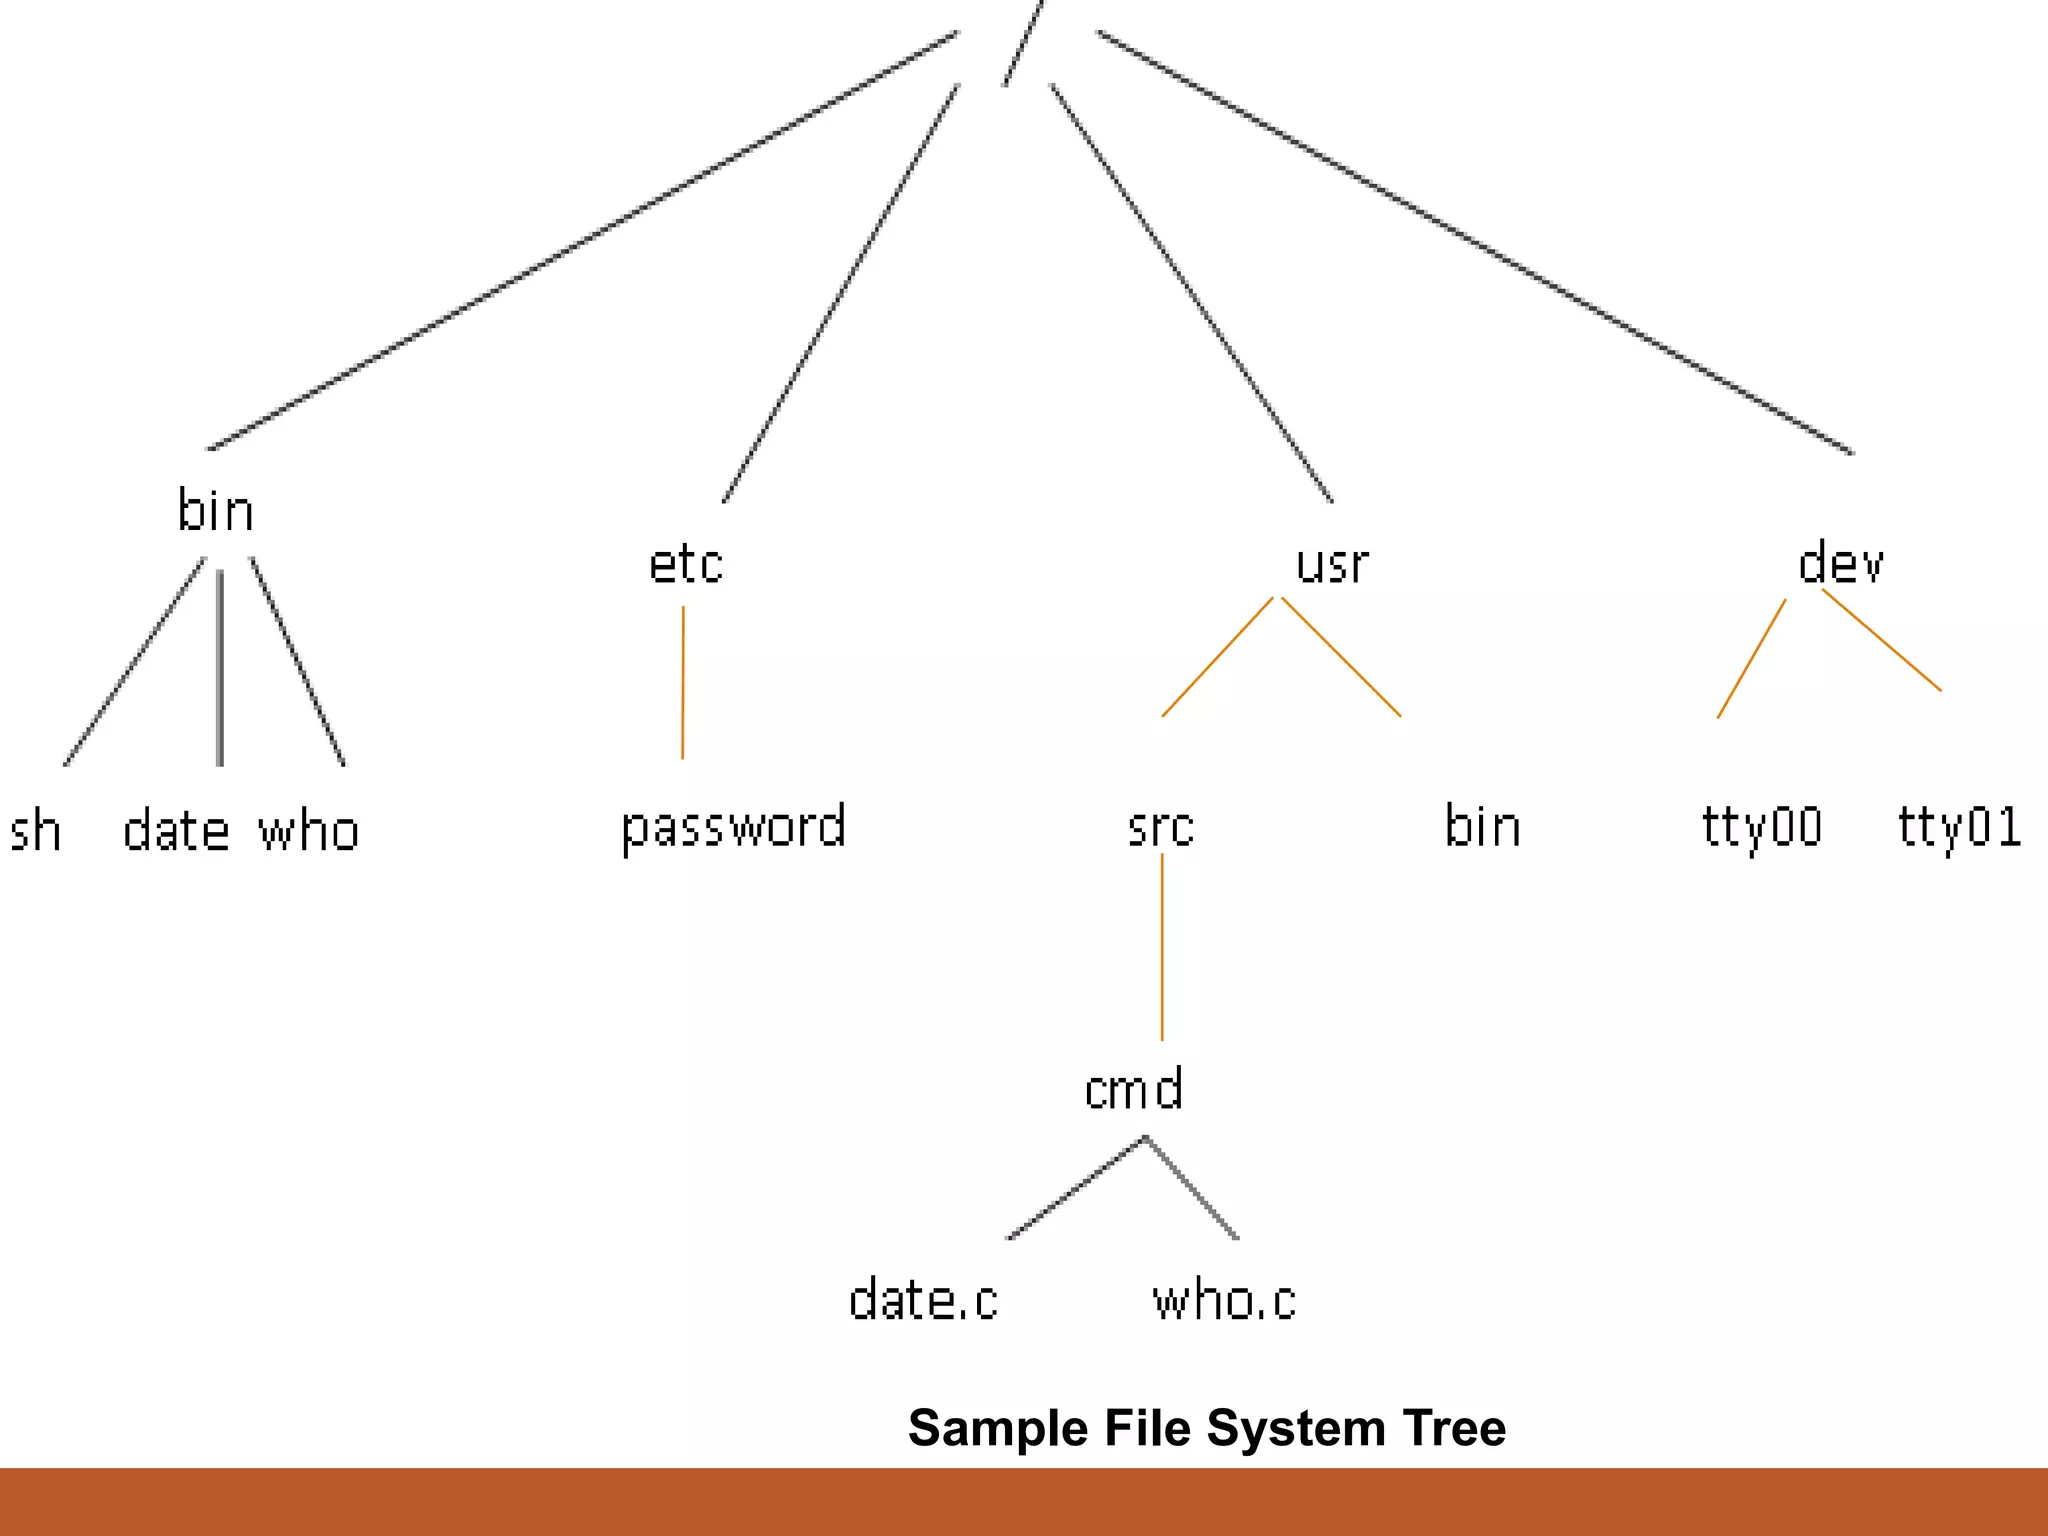 /
bin
etc usr dev
sh date who password src bin tty00 tty01
cmd
date.c who.c
Sample File System Tree